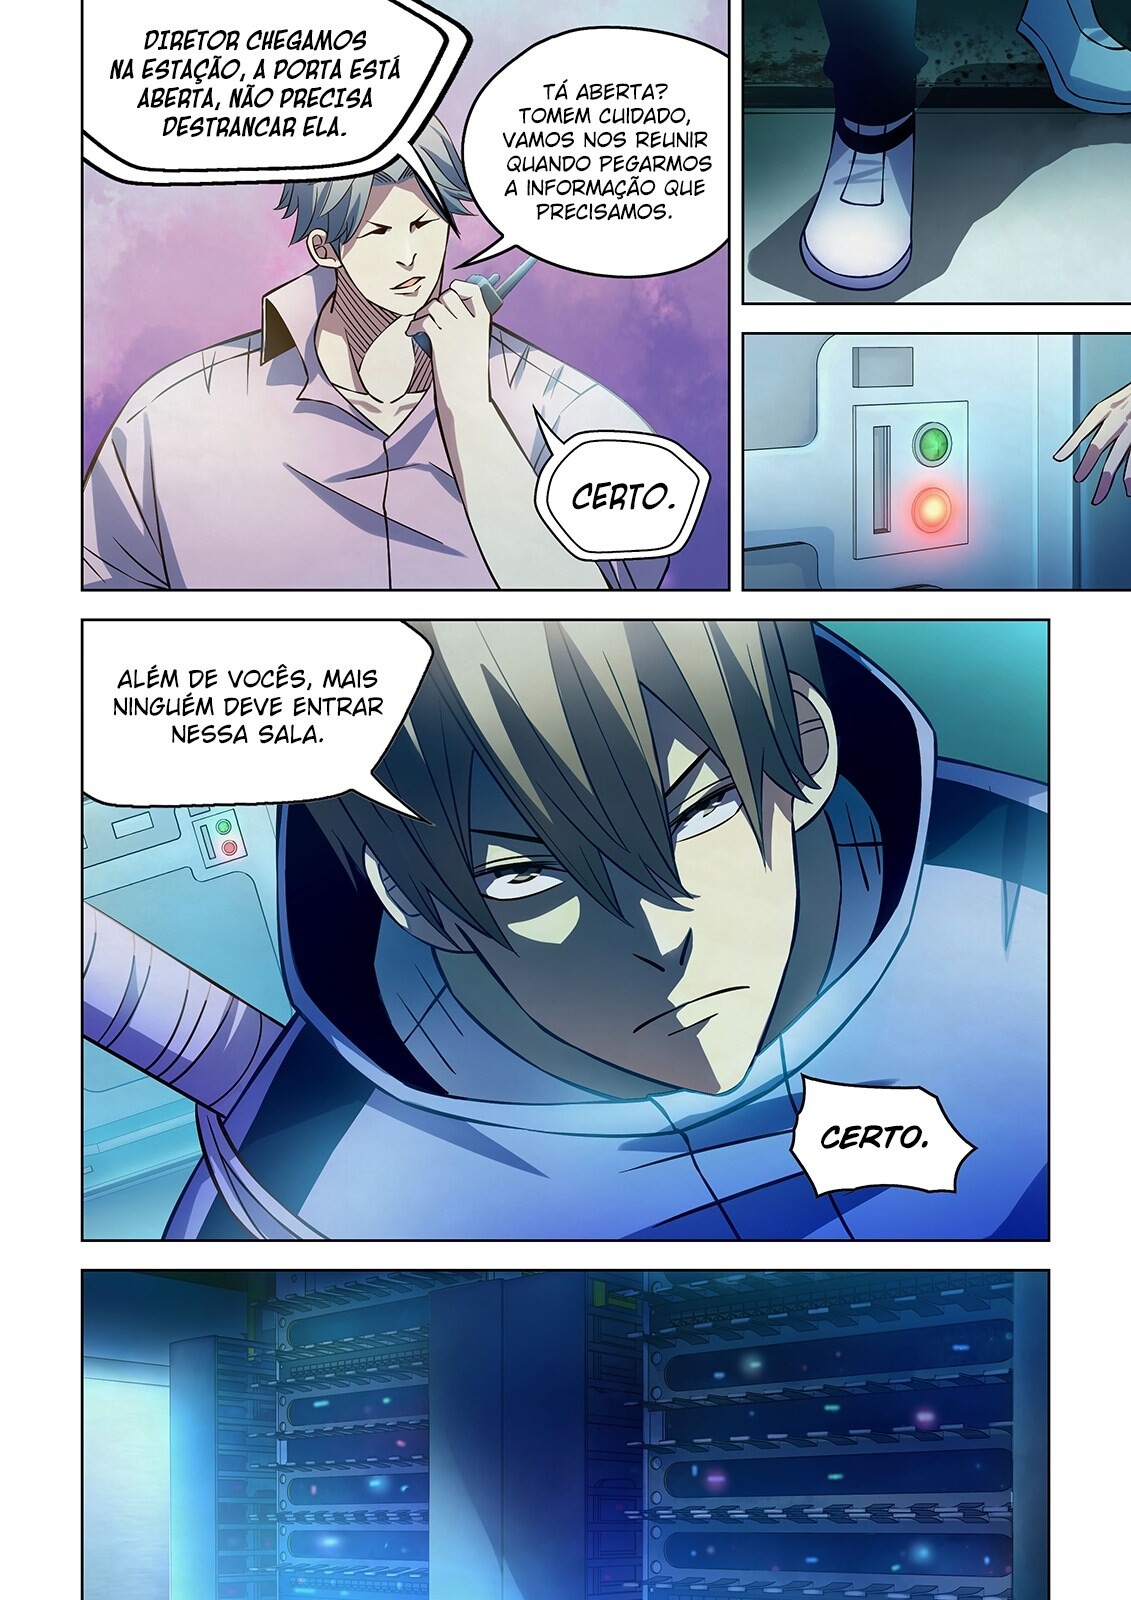 DIRETOR CHEGAMOS
NA ESTAÇÃO, A PORTA ESTÁ
ABERTA, NÃO PRECISA
DESTRANCAR ELA.
TÁ ABERTA?
TOMEM CUIDADO,
VAMOS NOS REUNIR
QUANDO PEGARMOS
A INFORMAÇÃO QUE
PRECISAMOS.
CERTO.
ALÉM DE VOCÊS, MAIS
NINGUÉM DEVE ENTRAR
NESSA SALA.
CERTO.